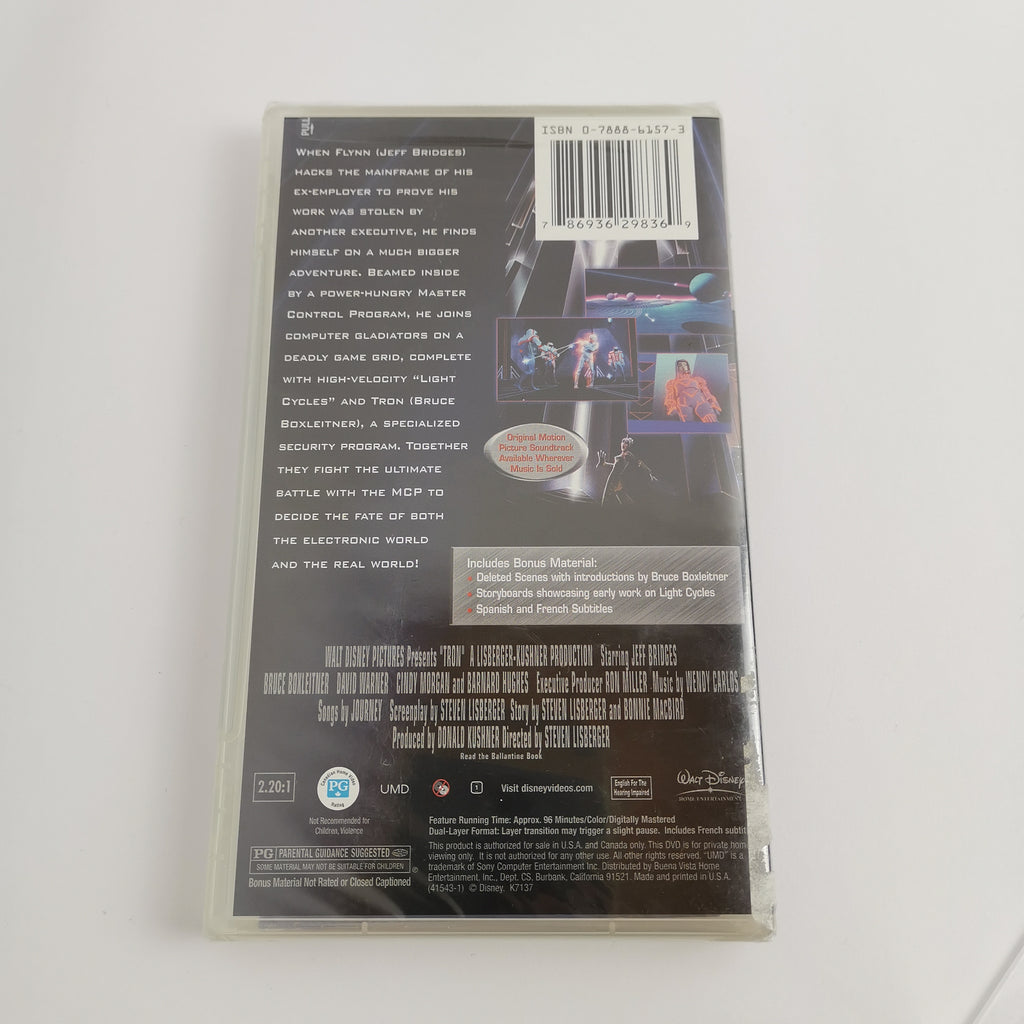 PULL
ISBN 0-7888-6157-3
7 86936 29836 9
When Flynn (Jeff Bridges)
hacks the mainframe of his
ex-employer to prove his
work was stolen by
another executive, he finds
himself on a much bigger
adventure. Beamed inside
by a power-hungry Master
Control Program, he joins
computer gladiators on a
deadly game grid, complete
with high-velocity "Light
Cycles" and Tron (Bruce
Boxleitner), a specialized
security program. Together
they fight the ultimate
battle with the MCP to
decide the fate of both
the electronic world
and the real world!
Original Motion
Picture Soundtrack
Available Wherever
Music Is Sold
Includes Bonus Material:
• Deleted Scenes with introductions by Bruce Boxleitner
• Storyboards showcasing early work on Light Cycles
• Spanish and French Subtitles
WALT DISNEY PICTURES Presents "TRON" A LISBERGER-KUSHNER PRODUCTION Starring JEFF BRIDGES
BRUCE BOXLEITNER DAVID WARNER CINDY MORGAN and BARNARD HUGHES Executive Producer RON MILLER Music by WENDY CARLOS
Songs by JOURNEY Screenplay by STEVEN LISBERGER Story by STEVEN LISBERGER and BONNIE MACBIRD
Produced by DONALD KUSHNER Directed by STEVEN LISBERGER
Read the Ballantine Book
2.20:1
Canadian Home Video
PG
Rated
UMD
1
Visit disneyvideos.com
English For The
Hearing Impaired
Walt Disney
HOME ENTERTAINMENT
Not Recommended for
Children, Violence
PG PARENTAL GUIDANCE SUGGESTED
SOME MATERIAL MAY NOT BE SUITABLE FOR CHILDREN ®
Bonus Material Not Rated or Closed Captioned
Feature Running Time: Approx. 96 Minutes/Color/Digitally Mastered
Dual-Layer Format: Layer transition may trigger a slight pause. Includes French subtit
This product is authorized for sale in U.S.A. and Canada only. This DVD is for private hom
viewing only. It is not authorized for any other use. All other rights reserved. "UMD" is a
trademark of Sony Computer Entertainment Inc. Distributed by Buena Vista Home
Entertainment, Inc., Dept. CS, Burbank, California 91521. Made and printed in U.S.A.
(41543-1) © Disney. K7137